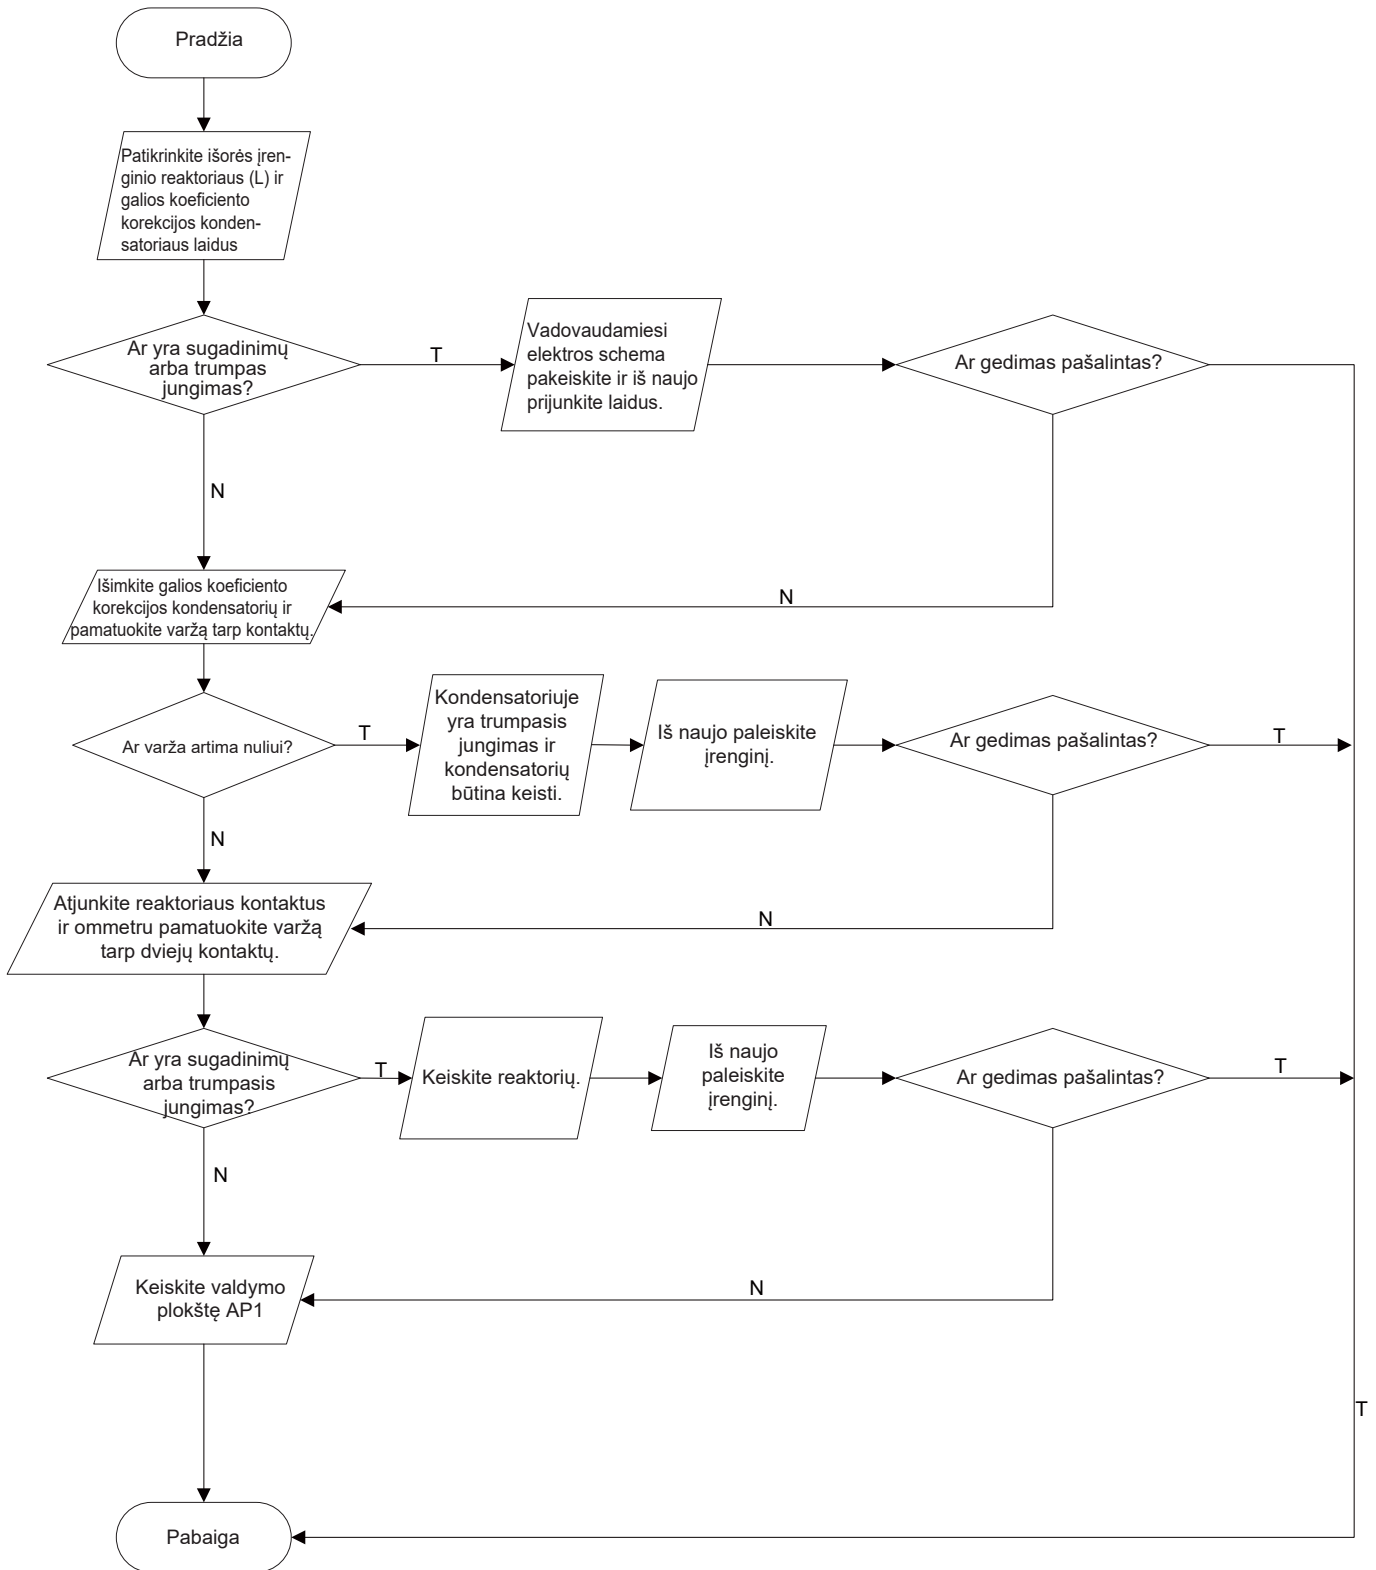 Pradžia
Patikrinkite išorės įren-
ginio reaktoriaus (L) ir
galios koeficiento
korekcijos konden-
satoriaus laidus
Ar yra sugadinimų
arba trumpas
jungimas?
T
Vadovaudamiesi
elektros schema
pakeiskite ir iš naujo
prijunkite laidus.
Ar gedimas pašalintas?
N
Išimkite galios koeficiento
korekcijos kondensatorių ir
pamatuokite varžą tarp kontaktų.
N
Ar varža artima nuliui?
T
Kondensatoriuje
yra trumpasis
jungimas ir
kondensatorių
būtina keisti.
Iš naujo paleiskite
įrenginį.
Ar gedimas pašalintas?
T
N
Atjunkite reaktoriaus kontaktus
ir ommetru pamatuokite varžą
tarp dviejų kontaktų.
N
Ar yra sugadinimų
arba trumpasis
jungimas?
T
Keiskite reaktorių.
Iš naujo
paleiskite
įrenginį.
Ar gedimas pašalintas?
T
N
Keiskite valdymo
plokštę AP1
N
T
Pabaiga